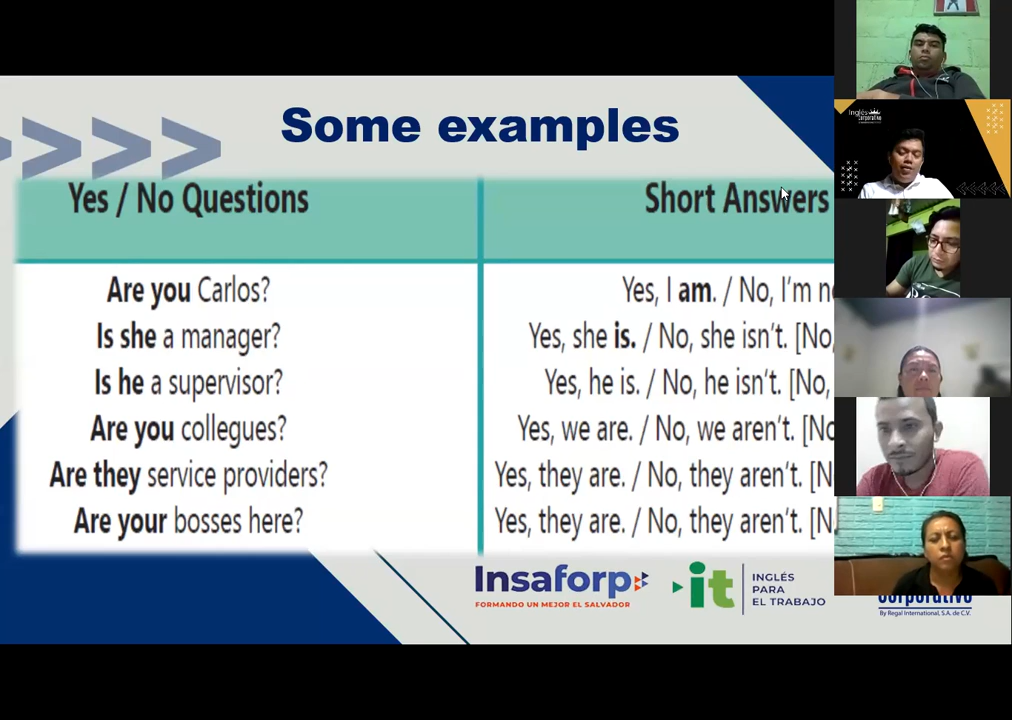 Some examples
Yes / No Questions
Short Answers
Are you Carlos?
Yes, I am. / No, I'm
Is she a manager?
Yes, she is. / No, she isn't. [No,
Is he a supervisor?
Yes, he is. / No, he isn't. [No,
Are you collegues?
Yes, we are. / No, we aren't. [No
Are they service providers?
Yes, they are. / No, they aren't. [N
Are your bosses here?
Yes, they are. / No, they aren't. [N
Insaforp
FORMANDO UN MEJOR EL SALVADOR
it
INGLÉS
PARA
EL TRABAJO
Corporativo
By Regal International, S.A. de C.V.
Inglés
Corporativo